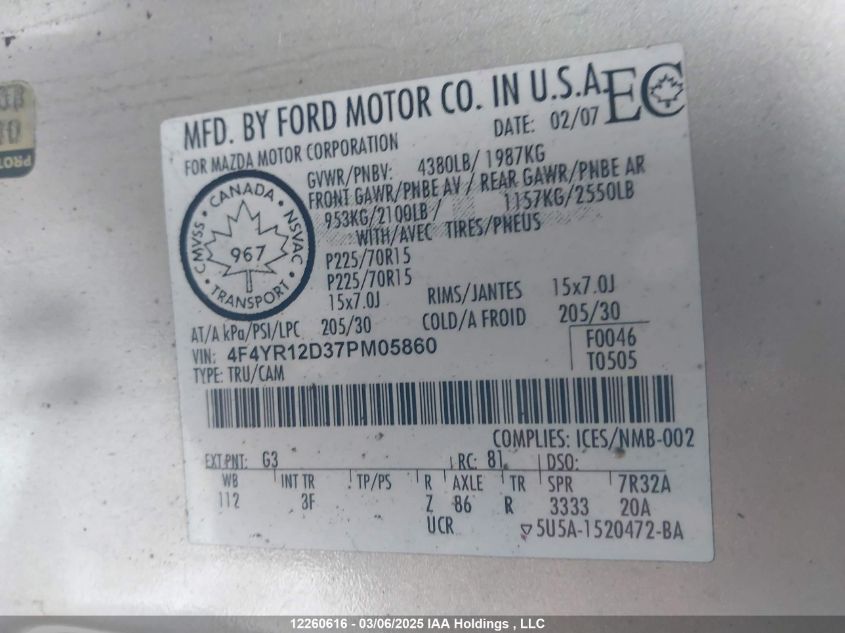 MFD. BY FORD MOTOR CO. IN U.S.A.
FOR MAZDA MOTOR CORPORATION
DATE: 02/07
EC
GVWR/PNBV: 4380LB/ 1987KG
FRONT GAWR/PNBE AV / REAR GAWR/PNBE AR
953KG/2100LB / 1157KG/2550LB
WITH/AVEC TIRES/PNEUS
P225/70R15
P225/70R15
15x7.0J RIMS/JANTES 15x7.0J
AT/A kPa/PSI/LPC 205/30 COLD/A FROID 205/30
CANADA
CMVSS • NSVAC
967
TRANSPORT
VIN: 4F4YR12D37PM05860
F0046
T0505
TYPE: TRU/CAM
COMPLIES: ICES/NMB-002
EXT PNT: G3 RC: 81 DSO:
WB INT TR TP/PS R AXLE TR SPR 7R32A
112 3F Z 86 R 3333 20A
UCR 5U5A-1520472-BA
12260616 - 03/06/2025 IAA Holdings , LLC